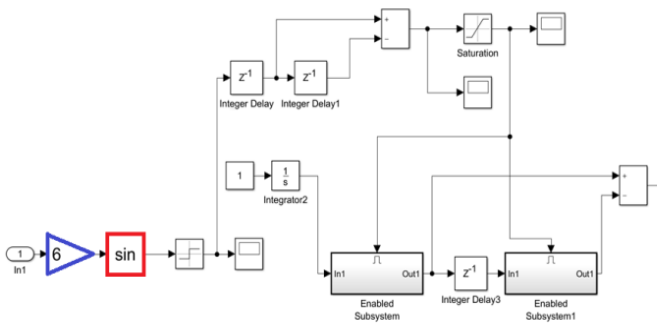 +
−
Saturation
z-1
Integer Delay
z-1
Integer Delay1
1
1
s
Integrator2
+
−
1
In1
6
sin
In1
Out1
Enabled
Subsystem
z-1
Integer Delay3
In1
Out1
Enabled
Subsystem1